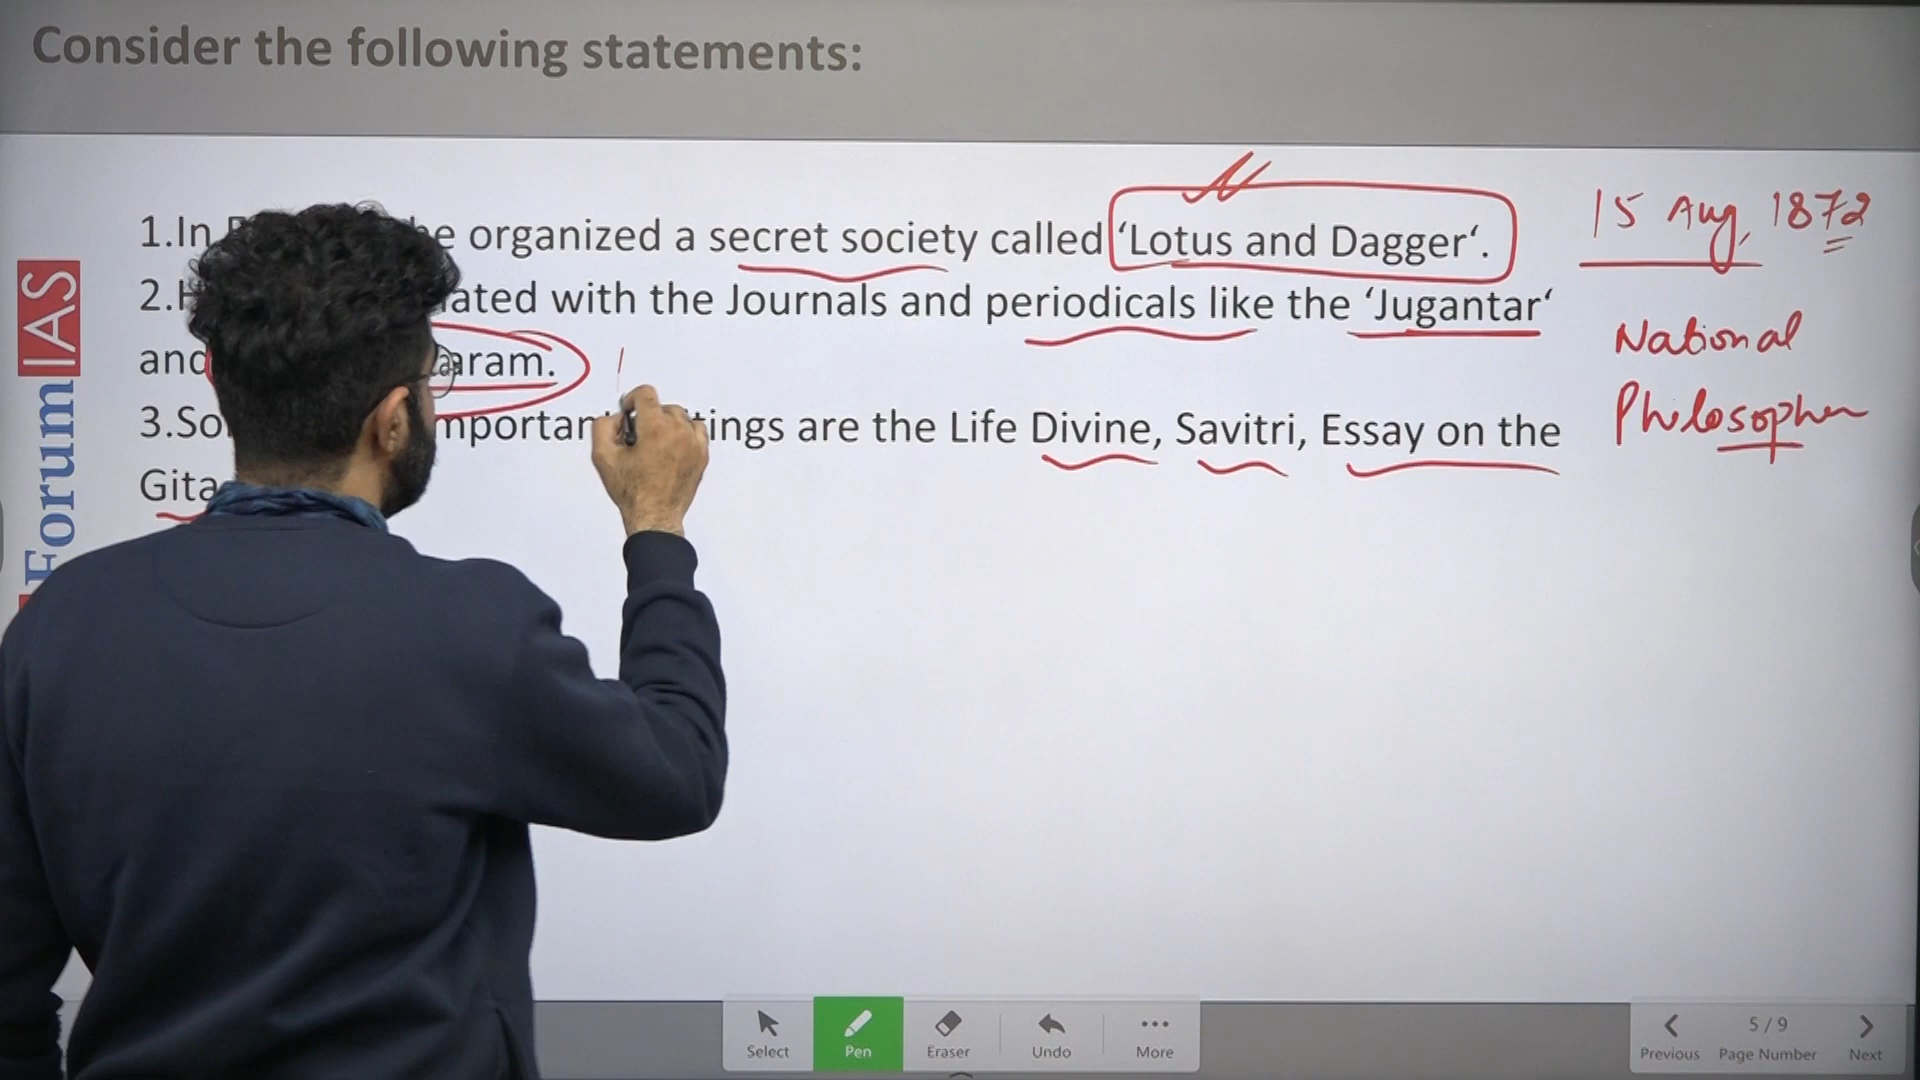 Consider the following statements:
1.In he organized a secret society called ‘Lotus and Dagger‘.
2.H ated with the Journals and periodicals like the ‘Jugantar‘
and aram.
3.So mportan tings are the Life Divine, Savitri, Essay on the
Gita
15 Aug, 1872
National
Philosopher
Forum IAS
Select
Pen
Eraser
Undo
More
5 / 9
Previous
Page Number
Next